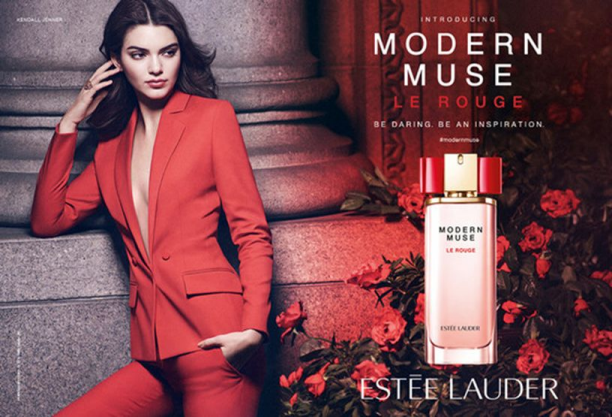 KENDALL JENNER
INTRODUCING
MODERN
MUSE
LE ROUGE
BE DARING. BE AN INSPIRATION.
#modernmuse
MODERN
MUSE
LE ROUGE
ESTĒE LAUDER
ESTĒE LAUDER